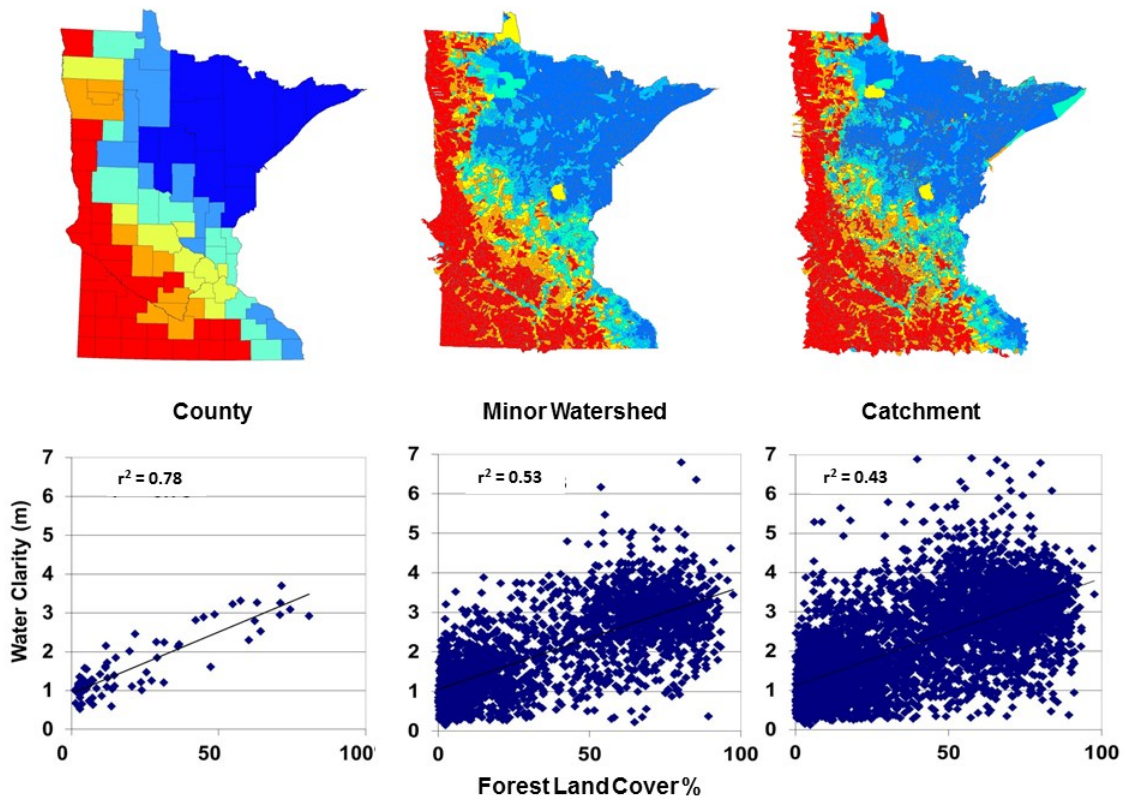 County Minor Watershed Catchment
7 7 7
r² = 0.78 r² = 0.53 r² = 0.43
6 6 6
5 5 5
4 4 4
3 3 3
2 2 2
1 1 1
0 0 0
0 50 100 0 50 100 0 50 100
Water Clarity (m)
Forest Land Cover %